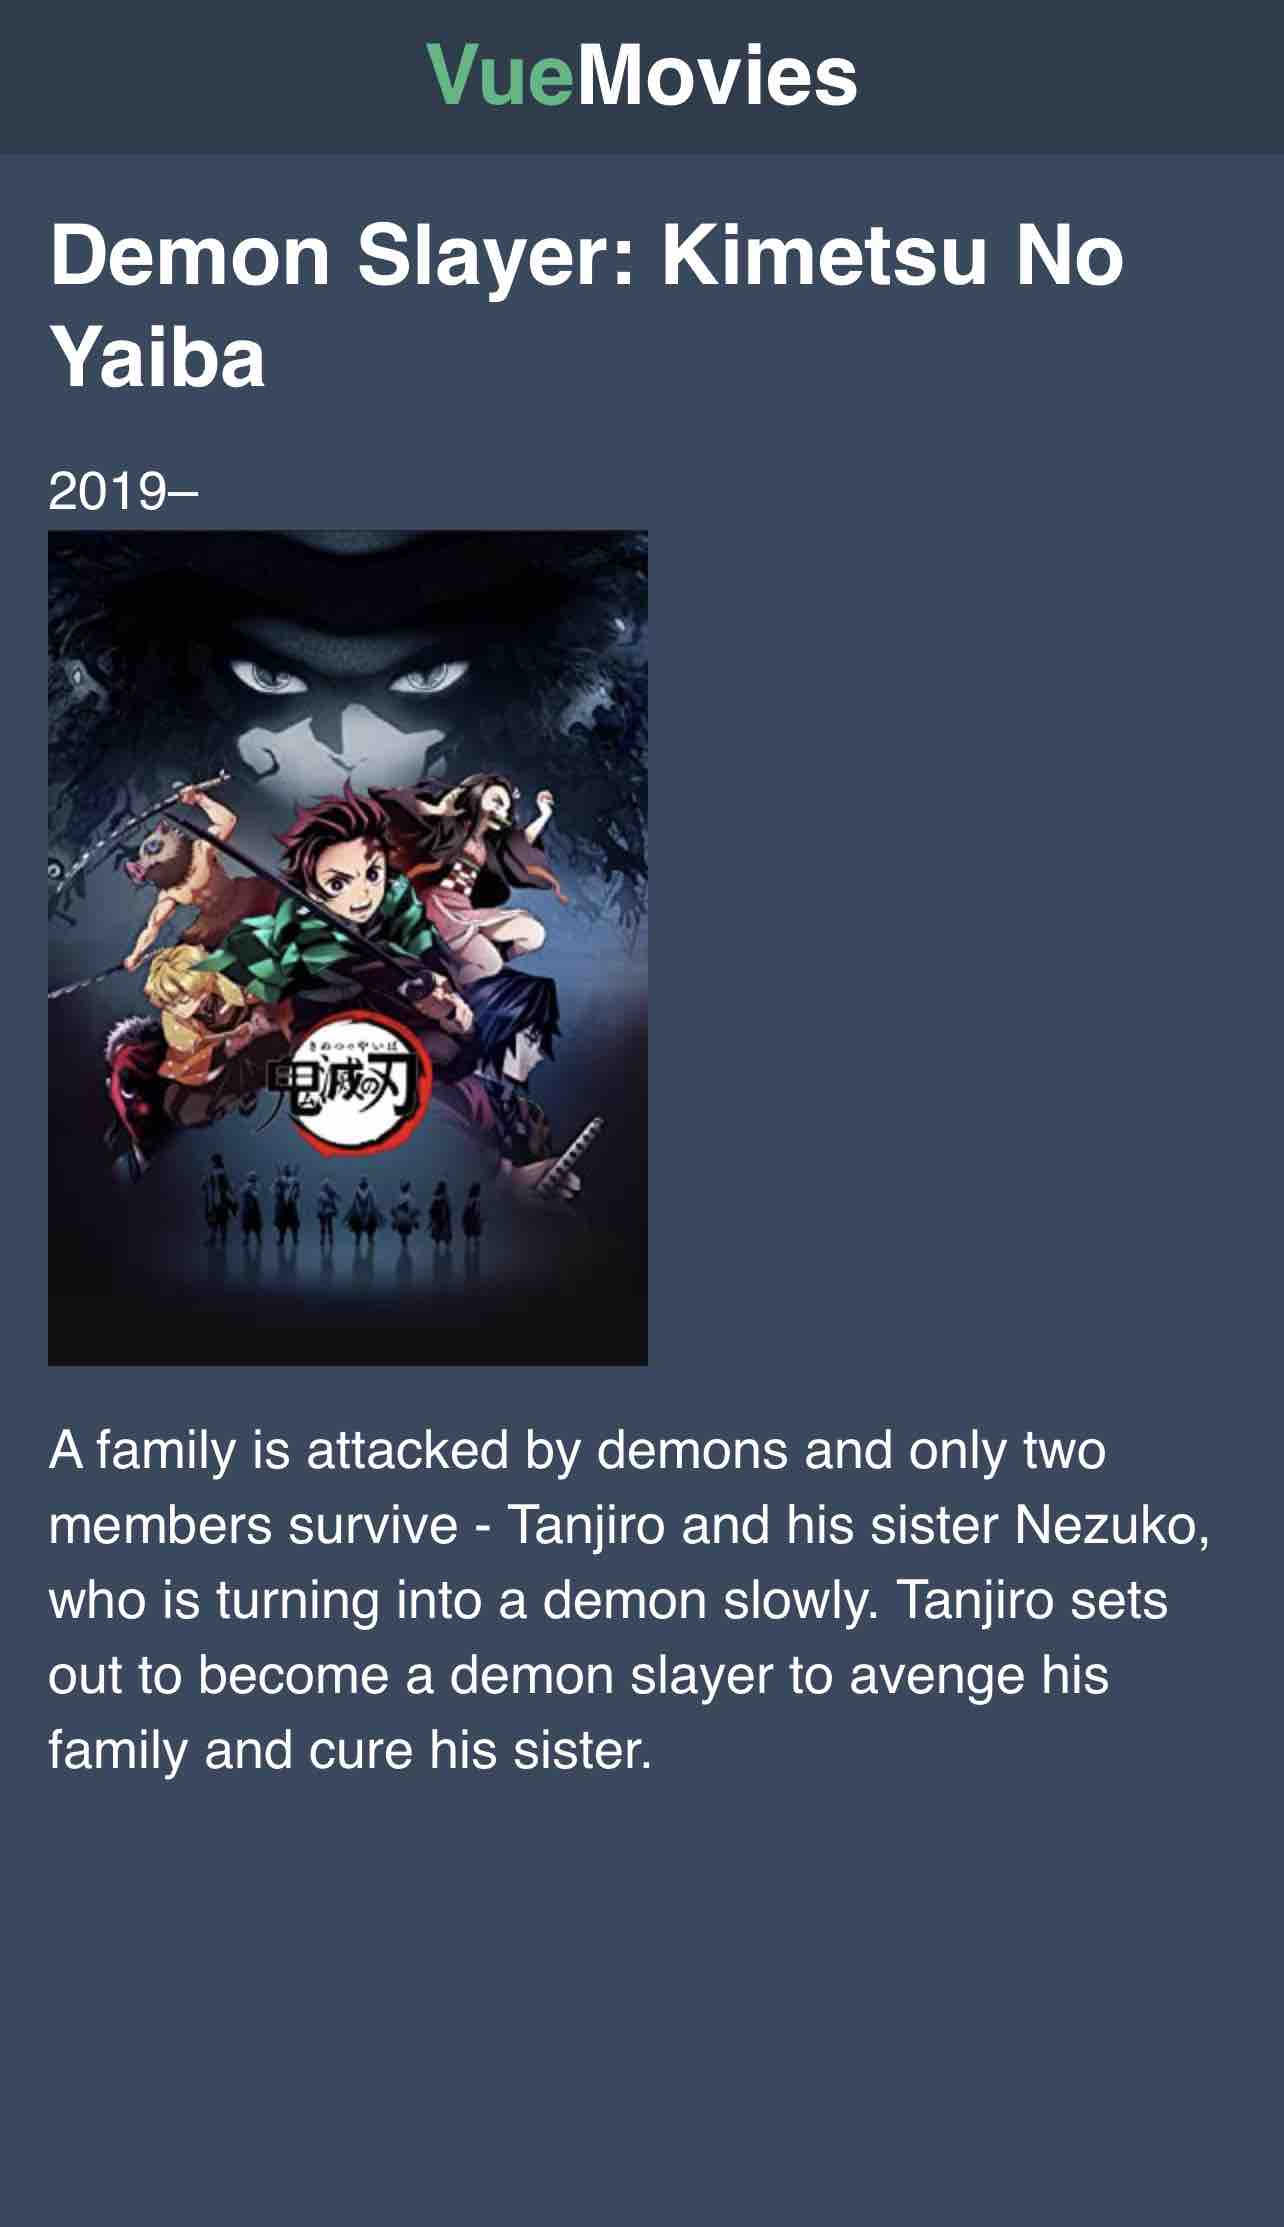 VueMovies
Demon Slayer: Kimetsu No
Yaiba
2019–
きめつのやいば
鬼滅の刃
A family is attacked by demons and only two
members survive - Tanjiro and his sister Nezuko,
who is turning into a demon slowly. Tanjiro sets
out to become a demon slayer to avenge his
family and cure his sister.